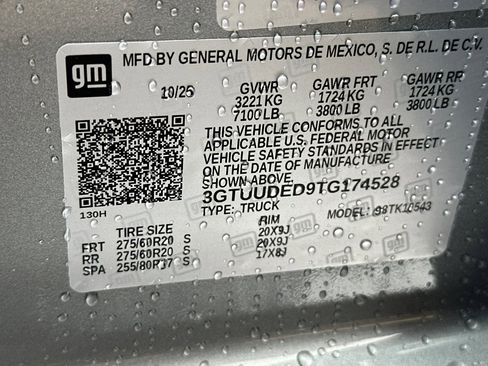 gm
MFD BY GENERAL MOTORS DE MEXICO, S. DE R.L. DE C.V.
10/25 GVWR GAWR FRT GAWR RR
3221 KG 1724 KG 1724 KG
7100 LB 3800 LB 3800 LB
THIS VEHICLE CONFORMS TO ALL
APPLICABLE U.S. FEDERAL MOTOR
VEHICLE SAFETY STANDARDS IN EFFECT
ON THE DATE OF MANUFACTURE
SHOWN ABOVE.
3GTUUDED9TG174528
TYPE: TRUCK MODEL:
130H
TIRE SIZE RIM
FRT 275/60R20 S 20X9J
RR 275/60R20 S 20X9J
SPA 255/80R17 S 17X8J